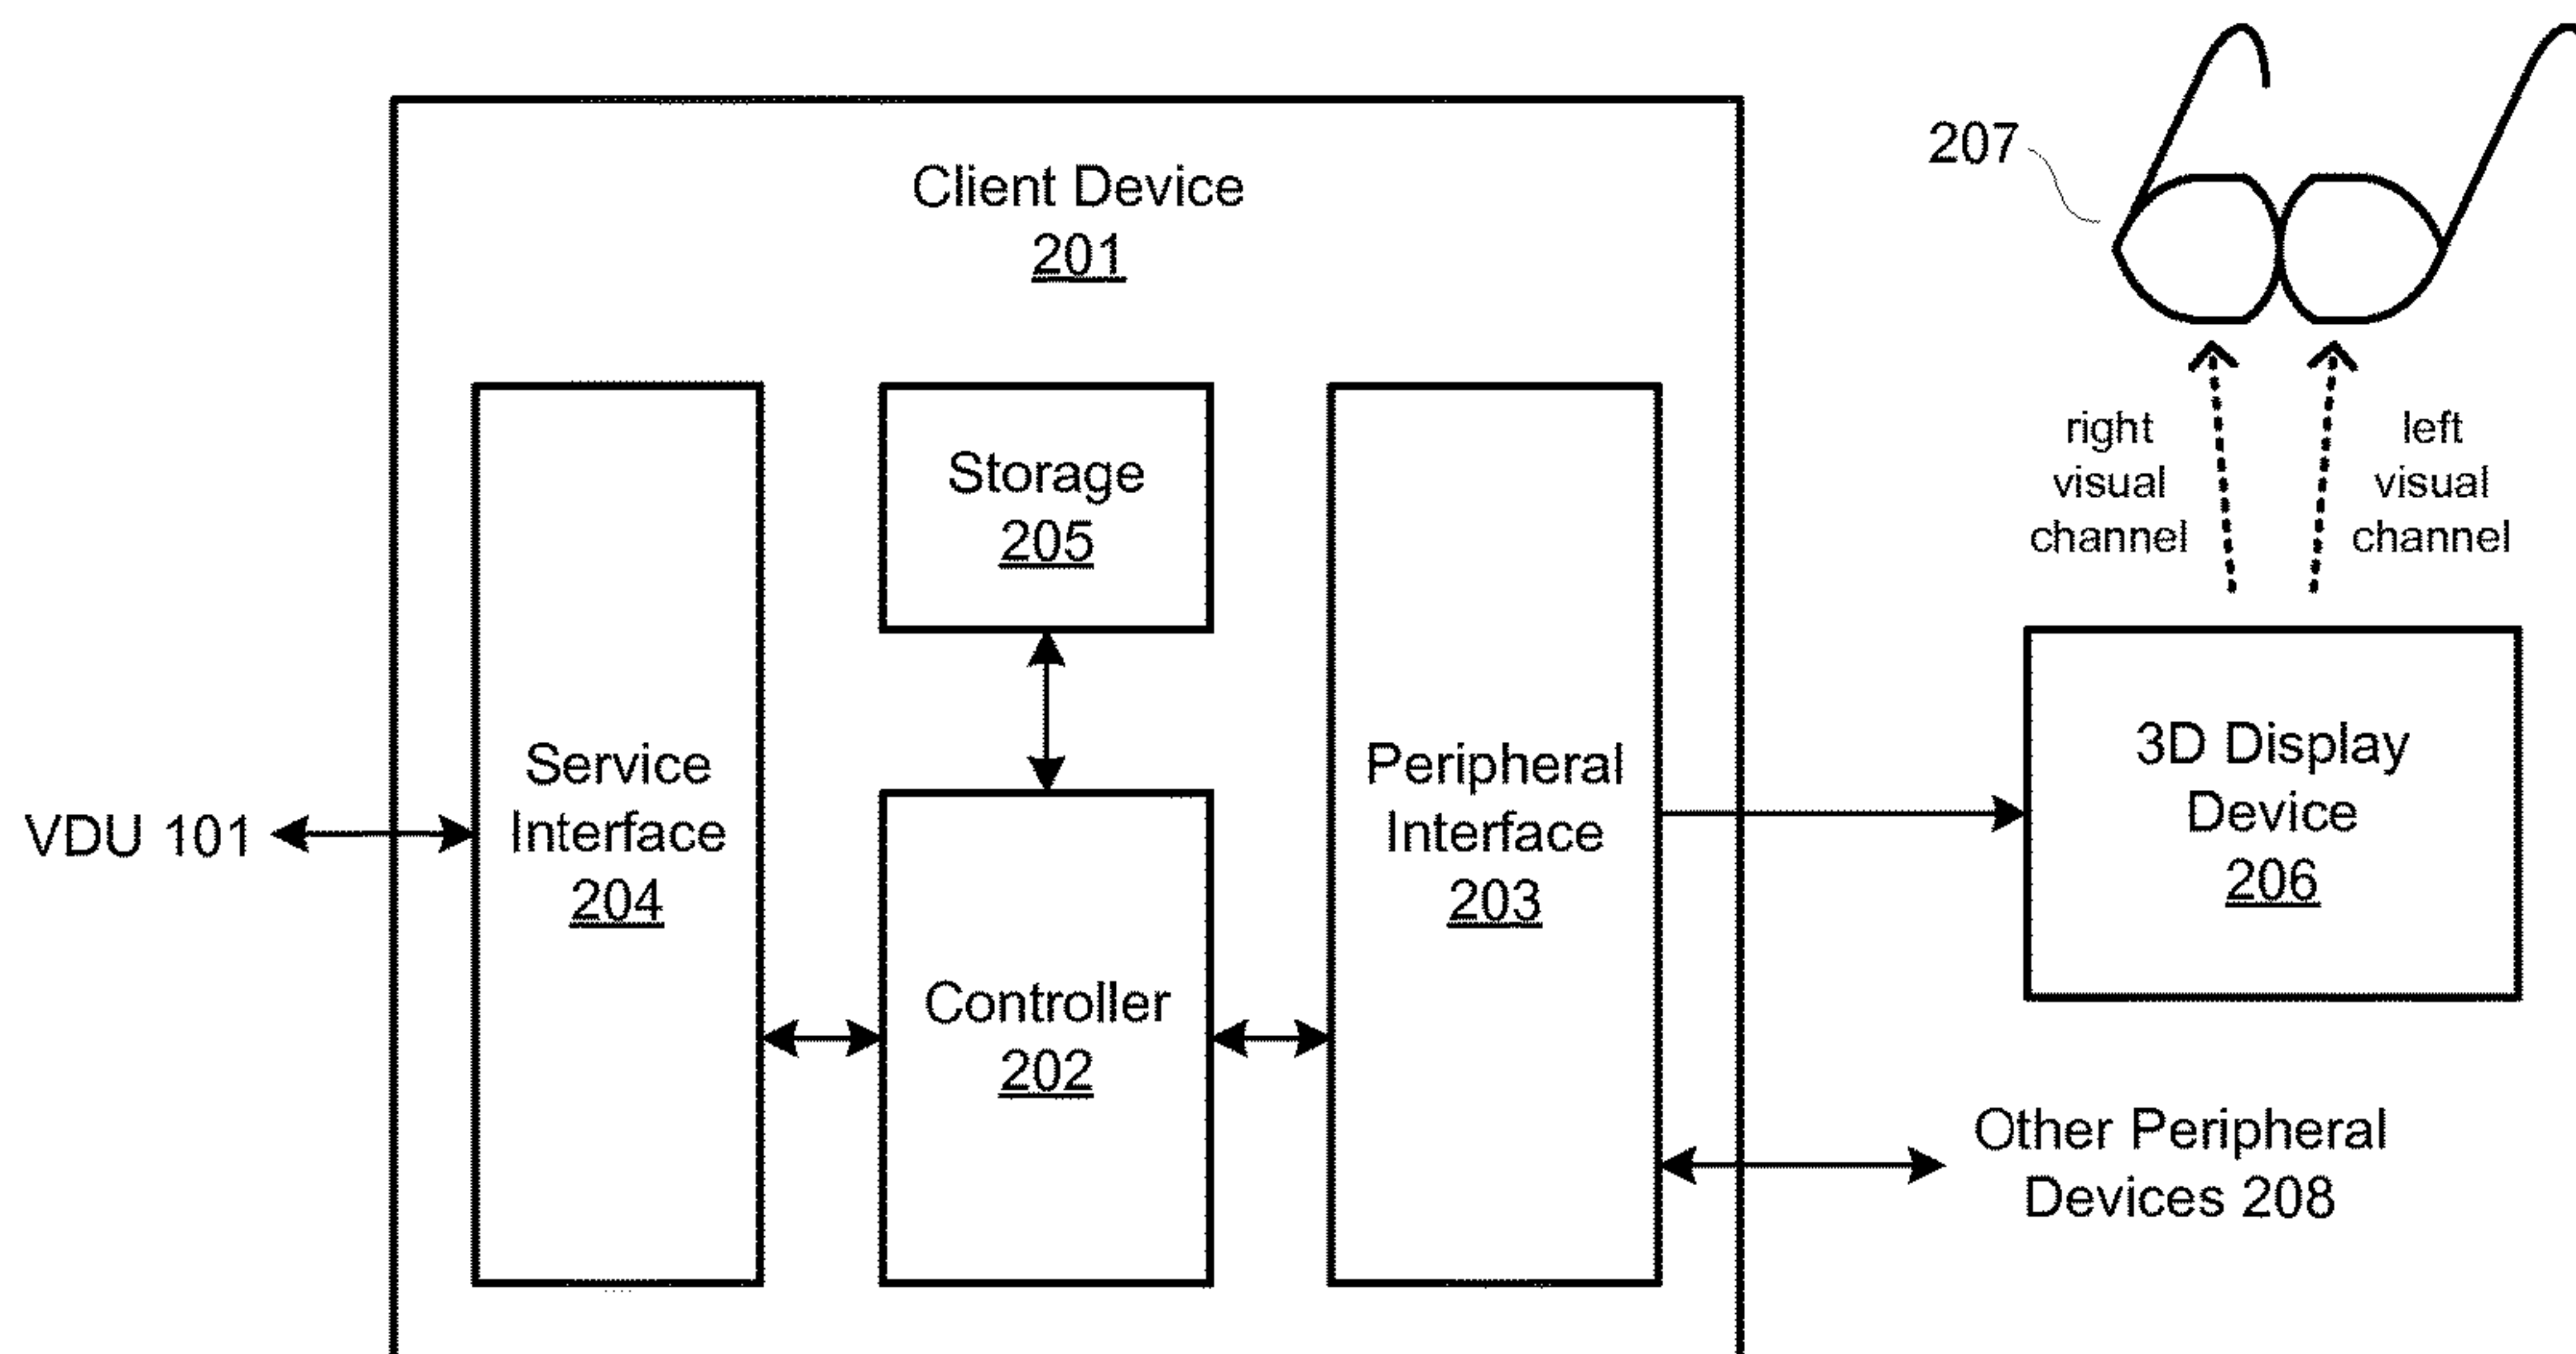 207
Client Device
201
right
visual
channel
left
visual
channel
Storage
205
Service
Interface
204
Peripheral
Interface
203
3D Display
Device
206
VDU 101
Controller
202
Other Peripheral
Devices 208